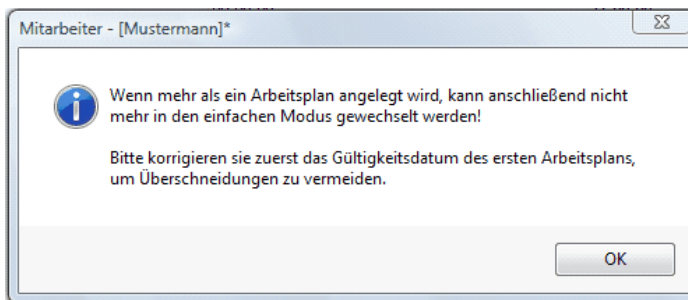 Mitarbeiter - [Mustermann]*
Wenn mehr als ein Arbeitsplan angelegt wird, kann anschließend nicht
mehr in den einfachen Modus gewechselt werden!
Bitte korrigieren sie zuerst das Gültigkeitsdatum des ersten Arbeitsplans,
um Überschneidungen zu vermeiden.
OK